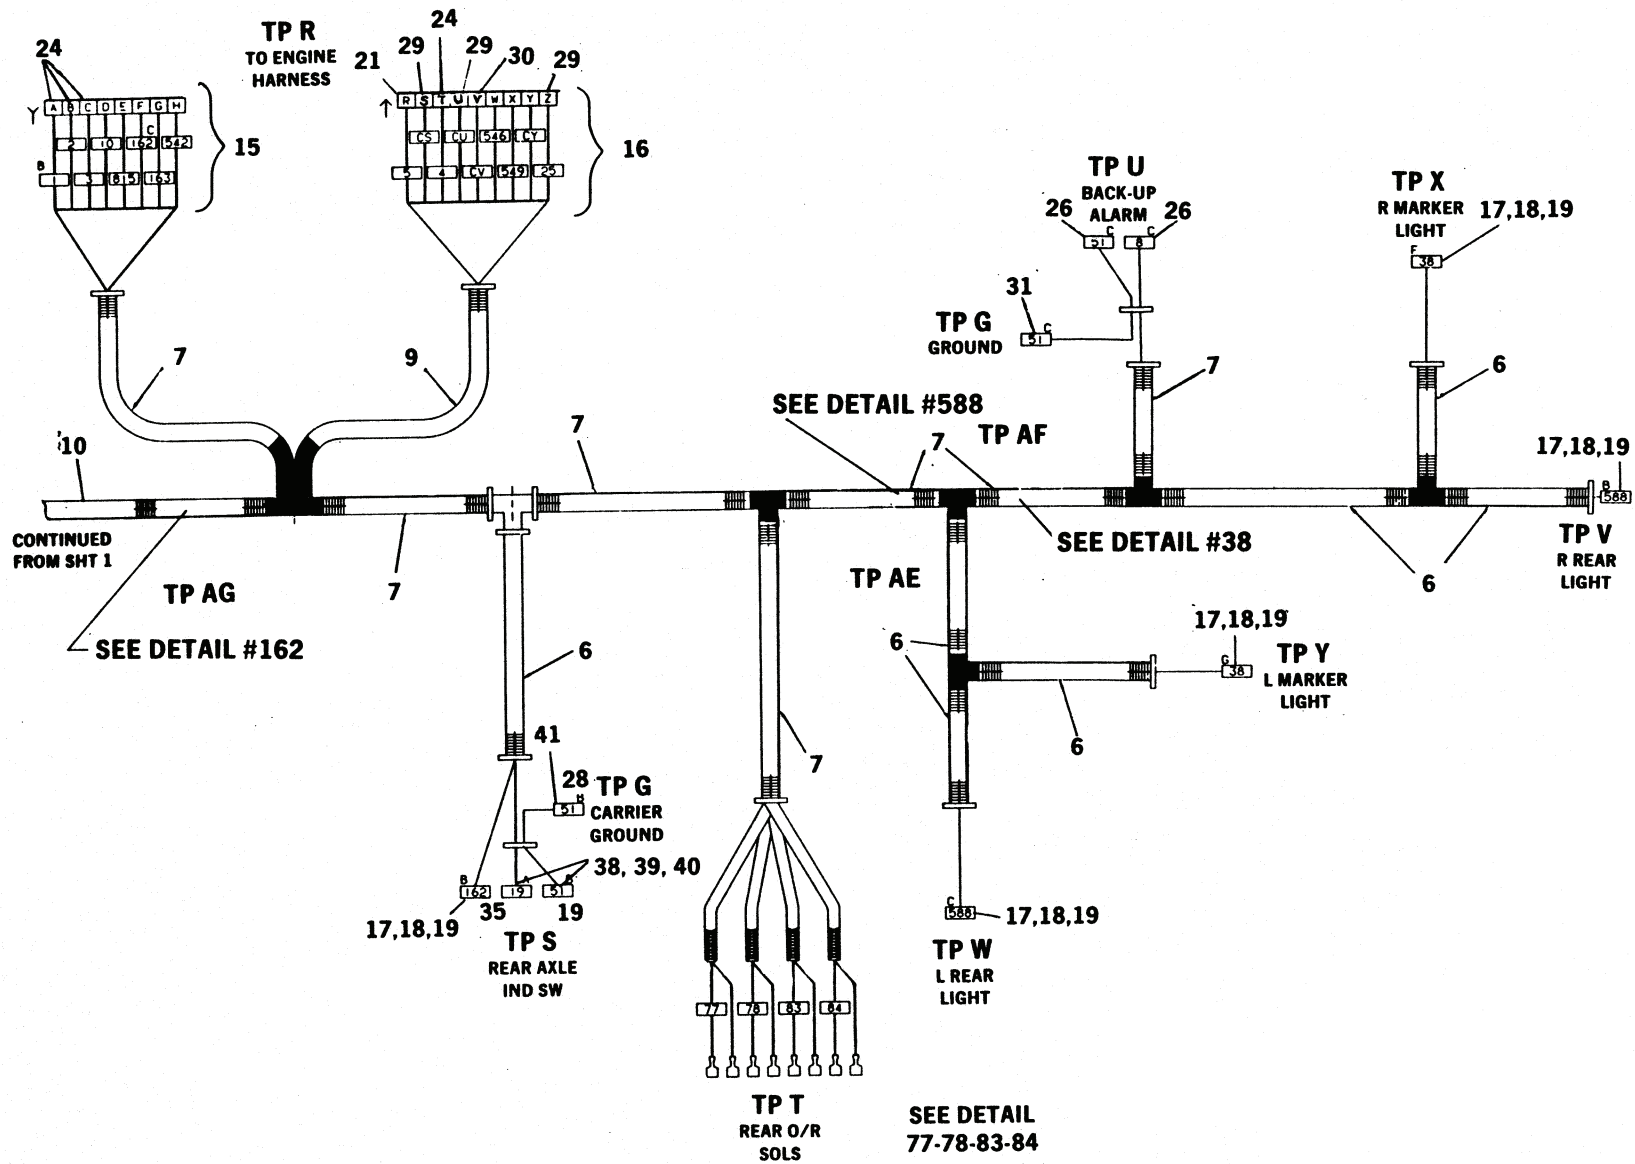 24
TP R
TO ENGINE
HARNESS
21
29
24
29
30
29
A B C D E F G H
Y
2 10 162 C 542
B
1 3 815 163
15
R S T U V W X Y Z
CS CU 546 CY
5 4 CV 549 25
16
TP U
BACK-UP
ALARM
26
26
51 C
8 C
TP X
R MARKER
LIGHT
17,18,19
F
38
31
TP G
GROUND
51 C
7
9
7
6
SEE DETAIL #588
7
7
TP AF
10
17,18,19
B
588
CONTINUED
FROM SHT 1
TP AG
7
SEE DETAIL #162
SEE DETAIL #38
TP AE
TP V
R REAR
LIGHT
6
6
6
17,18,19
G
38
TP Y
L MARKER
LIGHT
6
7
41
28
B
51
TP G
CARRIER
GROUND
38, 39, 40
B
162
A
19
B
51
17,18,19
35
19
TP S
REAR AXLE
IND SW
C
588
17,18,19
TP W
L REAR
LIGHT
77 78 83 84
TP T
REAR O/R
SOLS
SEE DETAIL
77-78-83-84